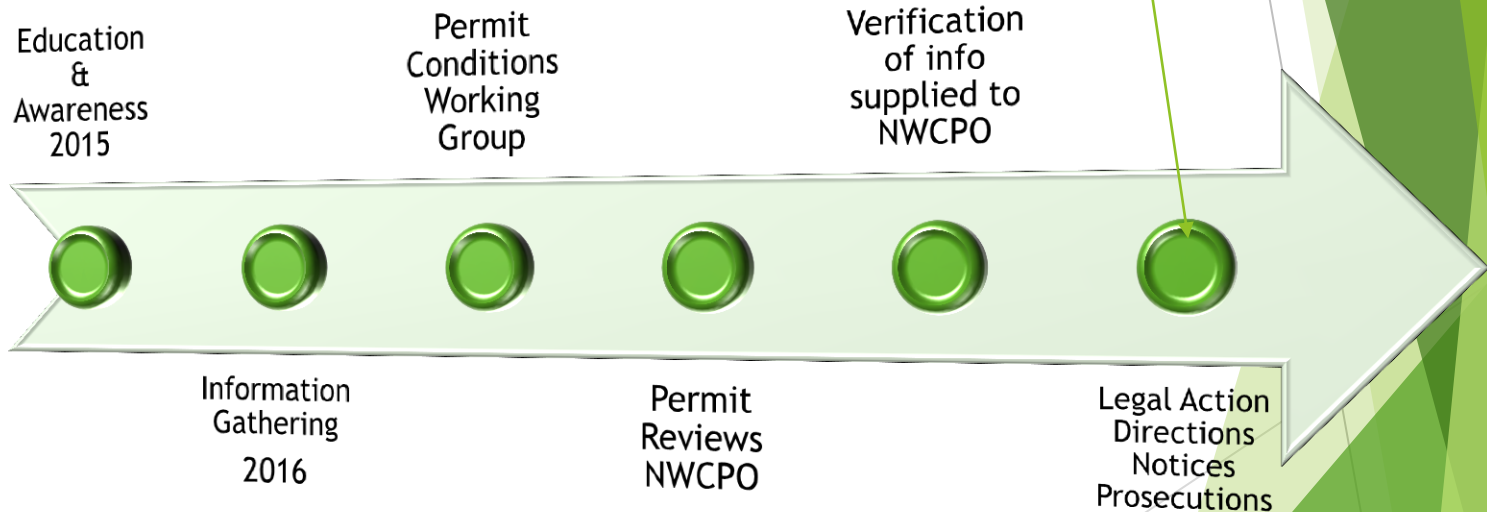 Education
&
Awareness
2015
Information
Gathering
2016
Permit
Conditions
Working
Group
Permit
Reviews
NWCPO
Verification
of info
supplied to
NWCPO
Legal Action
Directions
Notices
Prosecutions